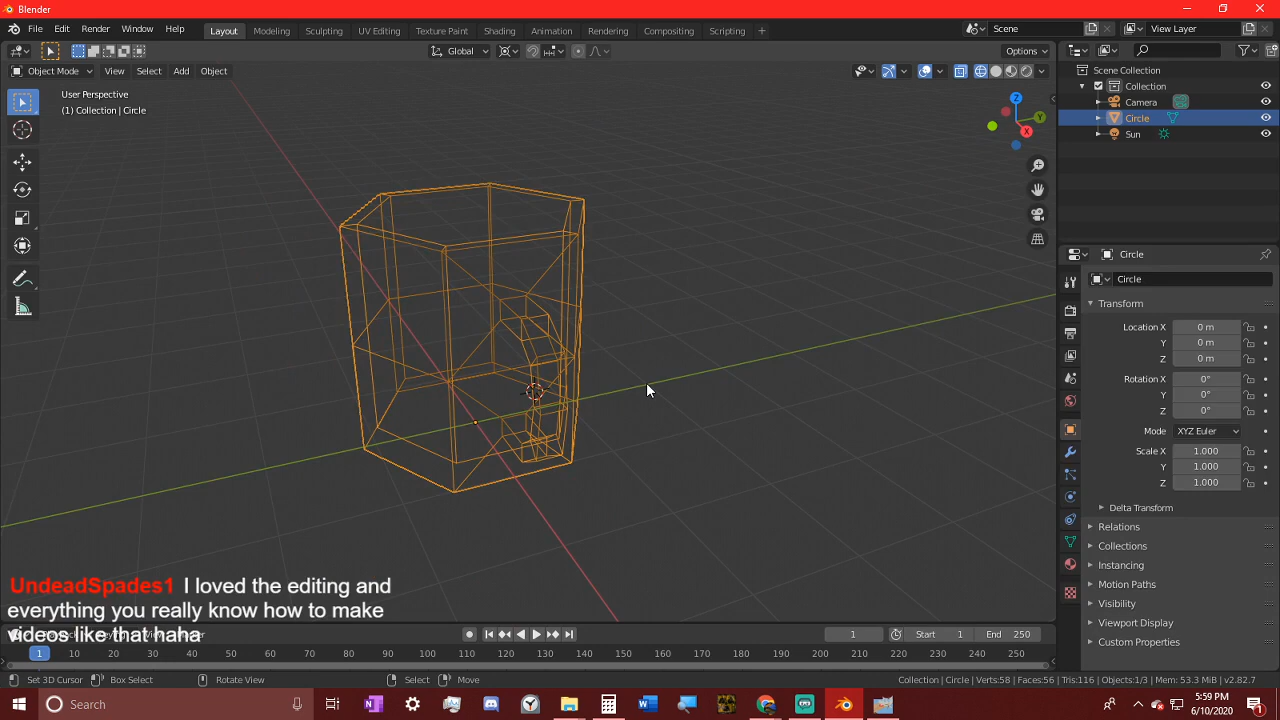 Blender
File Edit Render Window Help Layout Modeling Sculpting UV Editing Texture Paint Shading Animation Rendering Compositing Scripting + Scene View Layer
Global Options
Object Mode View Select Add Object
User Perspective
(1) Collection | Circle
Z
Y
X
Scene Collection
Collection
Camera
Circle
Sun
Circle
Circle
Transform
Location X 0 m
Y 0 m
Z 0 m
Rotation X 0°
Y 0°
Z 0°
Mode XYZ Euler
Scale X 1.000
Y 1.000
Z 1.000
Delta Transform
Relations
Collections
Instancing
Motion Paths
Visibility
Viewport Display
Custom Properties
UndeadSpades1 I loved the editing and
everything you really know how to make
videos like that haha
1 Start 1 End 250
1 10 20 30 40 50 60 70 80 90 100 110 120 130 140 150 160 170 180 190 200 210 220 230 240 250
Set 3D Cursor Box Select Rotate View Select Move Collection | Circle | Verts:58 | Faces:56 | Tris:116 | Objects:1/3 | Mem: 53.3 MiB | v2.82.7
Search
5:59 PM
6/10/2020